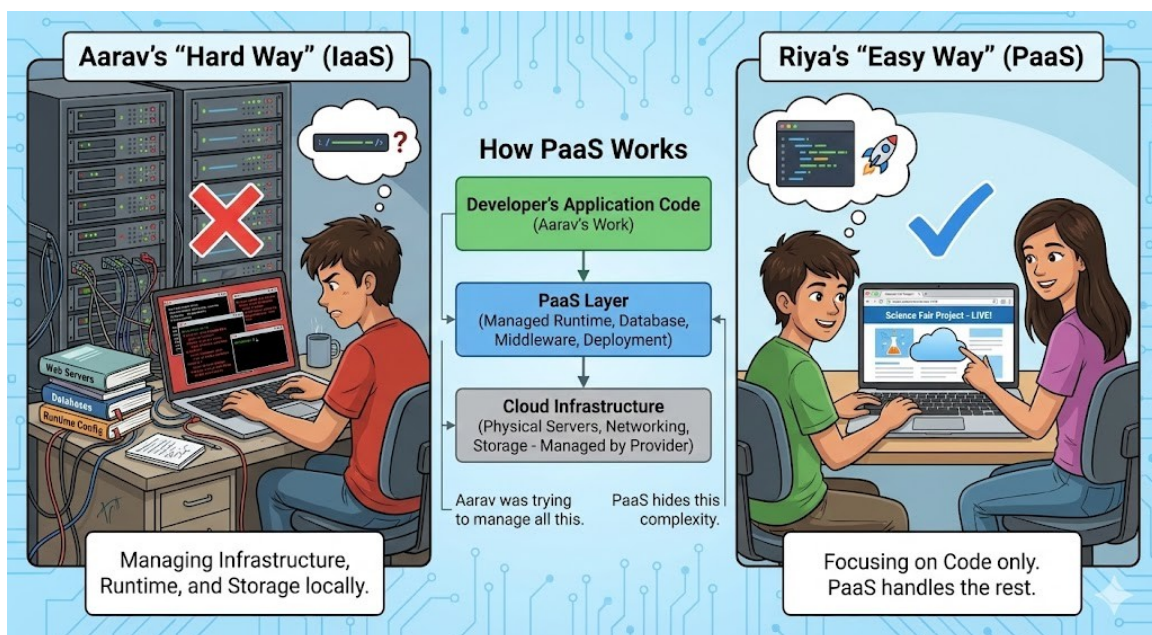 Aarav's "Hard Way" (IaaS)
?
Web Servers
Databases
Runtime Config
Managing Infrastructure,
Runtime, and Storage locally.
How PaaS Works
Developer's Application Code
(Aarav's Work)
PaaS Layer
(Managed Runtime, Database,
Middleware, Deployment)
Cloud Infrastructure
(Physical Servers, Networking,
Storage - Managed by Provider)
Aarav was trying
to manage all this.
PaaS hides this
complexity.
Riya's "Easy Way" (PaaS)
Science Fair Project - LIVE!
Focusing on Code only.
PaaS handles the rest.